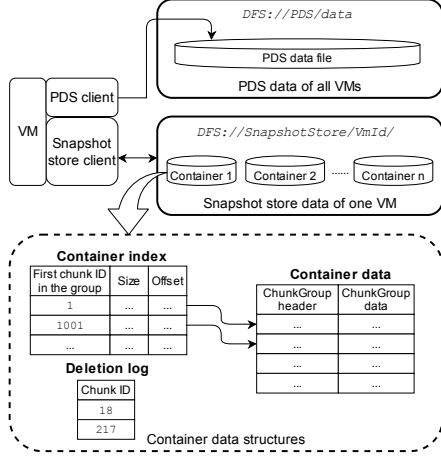 DFS://PDS/data
PDS data file
PDS data of all VMs
VM
PDS client
Snapshot
store client
DFS://SnapshotStore/VmId/
Container 1
Container 2
......
Container n
Snapshot store data of one VM
Container index
First chunk ID
in the group
Size
Offset
1
...
...
1001
...
...
...
...
...
Container data
ChunkGroup
header
ChunkGroup
data
...
...
...
...
...
...
...
...
Deletion log
Chunk ID
18
217
Container data structures